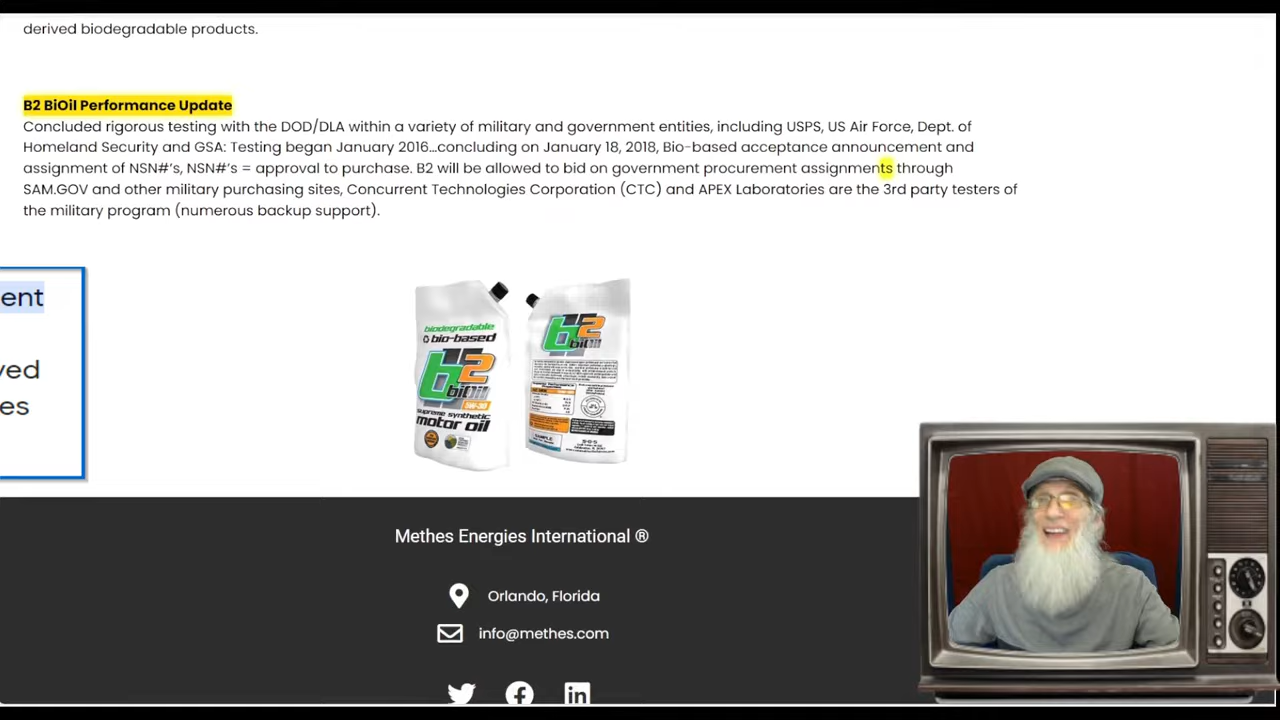 derived biodegradable products.
B2 BiOil Performance Update
Concluded rigorous testing with the DOD/DLA within a variety of military and government entities, including USPS, US Air Force, Dept. of
Homeland Security and GSA: Testing began January 2016...concluding on January 18, 2018, Bio-based acceptance announcement and
assignment of NSN#'s, NSN#'s = approval to purchase. B2 will be allowed to bid on government procurement assignments through
SAM.GOV and other military purchasing sites, Concurrent Technologies Corporation (CTC) and APEX Laboratories are the 3rd party testers of
the military program (numerous backup support).
ent
ved
es
biodegradable
bio-based
b2
biOil
5W-30
supreme synthetic
motor oil
b2
biOil
Methes Energies International ®
Orlando, Florida
info@methes.com